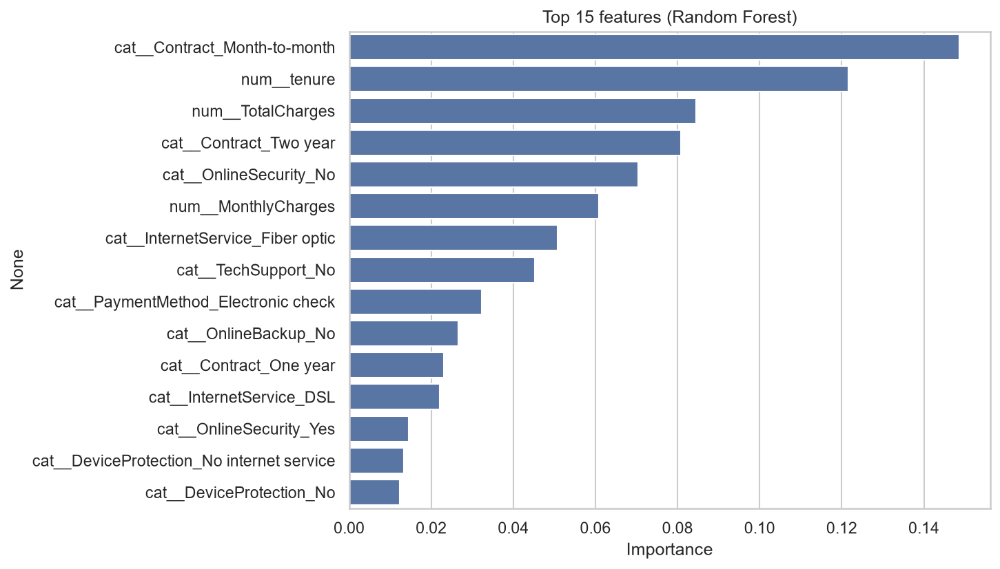 Top 15 features (Random Forest)
cat__Contract_Month-to-month
num__tenure
num__TotalCharges
cat__Contract_Two year
cat__OnlineSecurity_No
num__MonthlyCharges
cat__InternetService_Fiber optic
cat__TechSupport_No
cat__PaymentMethod_Electronic check
cat__OnlineBackup_No
cat__Contract_One year
cat__InternetService_DSL
cat__OnlineSecurity_Yes
cat__DeviceProtection_No internet service
cat__DeviceProtection_No
None
0.00 0.02 0.04 0.06 0.08 0.10 0.12 0.14
Importance